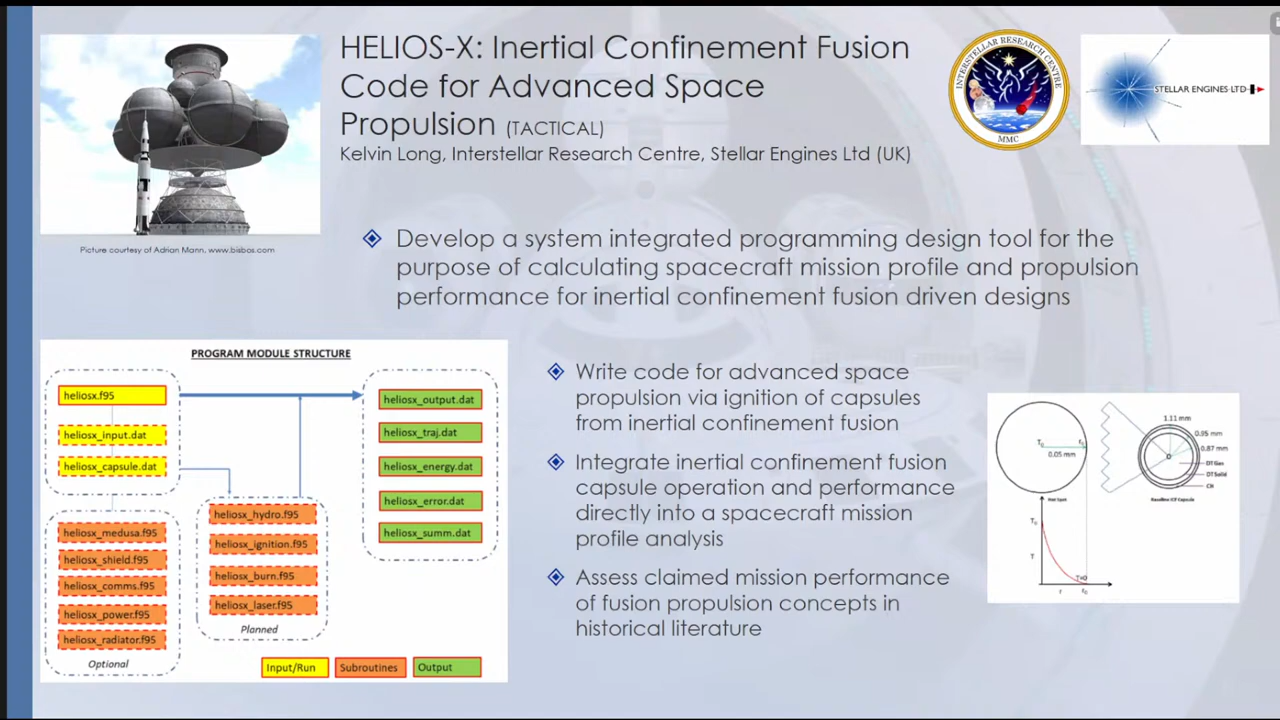 HELIOS-X: Inertial Confinement Fusion
Code for Advanced Space
Propulsion (TACTICAL)
Kelvin Long, Interstellar Research Centre, Stellar Engines Ltd (UK)
INTERSTELLAR RESEARCH CENTRE
MMC
STELLAR ENGINES LTD
Picture courtesy of Adrian Mann, www.bisbos.com
Develop a system integrated programming design tool for the
purpose of calculating spacecraft mission profile and propulsion
performance for inertial confinement fusion driven designs
PROGRAM MODULE STRUCTURE
heliosx.f95
heliosx_input.dat
heliosx_capsule.dat
heliosx_medusa.f95
heliosx_shield.f95
heliosx_comms.f95
heliosx_power.f95
heliosx_radiator.f95
Optional
heliosx_hydro.f95
heliosx_ignition.f95
heliosx_burn.f95
heliosx_laser.f95
Planned
heliosx_output.dat
heliosx_traj.dat
heliosx_energy.dat
heliosx_error.dat
heliosx_summ.dat
Input/Run
Subroutines
Output
Write code for advanced space
propulsion via ignition of capsules
from inertial confinement fusion
Integrate inertial confinement fusion
capsule operation and performance
directly into a spacecraft mission
profile analysis
Assess claimed mission performance
of fusion propulsion concepts in
historical literature
T₀
r₀
0.05 mm
Hot Spot
1.11 mm
0.95 mm
0.87 mm
DT Gas
DT Solid
CH
Baseline ICF Capsule
T₀
T
T=0
r
r₀